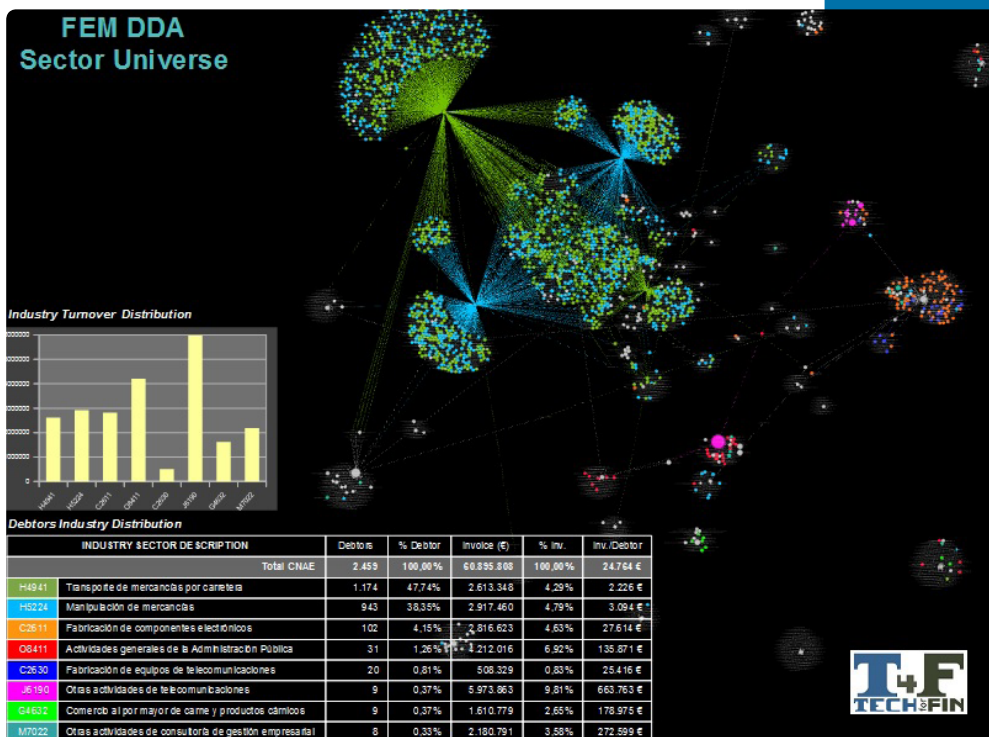 FEM DDA
Sector Universe
Industry Turnover Distribution
0
H4941 H5224 C2611 O8411 C2630 J6190 G4632 M7022
Debtors Industry Distribution
INDUSTRY SECTOR DESCRIPTION Debtors % Debtor Invoice (€) % Inv. Inv./Debtor
Total CNAE 2.459 100,00% 60.895.808 100,00% 24.764 €
H4941 Transporte de mercancías por carretera 1.174 47,74% 2.613.348 4,29% 2.226 €
H5224 Manipulación de mercancías 943 38,35% 2.917.460 4,79% 3.094 €
C2611 Fabricación de componentes electrónicos 102 4,15% 2.816.623 4,63% 27.614 €
O8411 Actividades generales de la Administración Pública 31 1,26% 4.212.016 6,92% 135.871 €
C2630 Fabricación de equipos de telecomunicaciones 20 0,81% 508.329 0,83% 25.416 €
J6190 Otras actividades de telecomunicaciones 9 0,37% 5.973.863 9,81% 663.763 €
G4632 Comercio al por mayor de carne y productos cárnicos 9 0,37% 1.610.779 2,65% 178.975 €
M7022 Otras actividades de consultoría de gestión empresarial 8 0,33% 2.180.791 3,58% 272.599 €
T4F
TECH for FIN